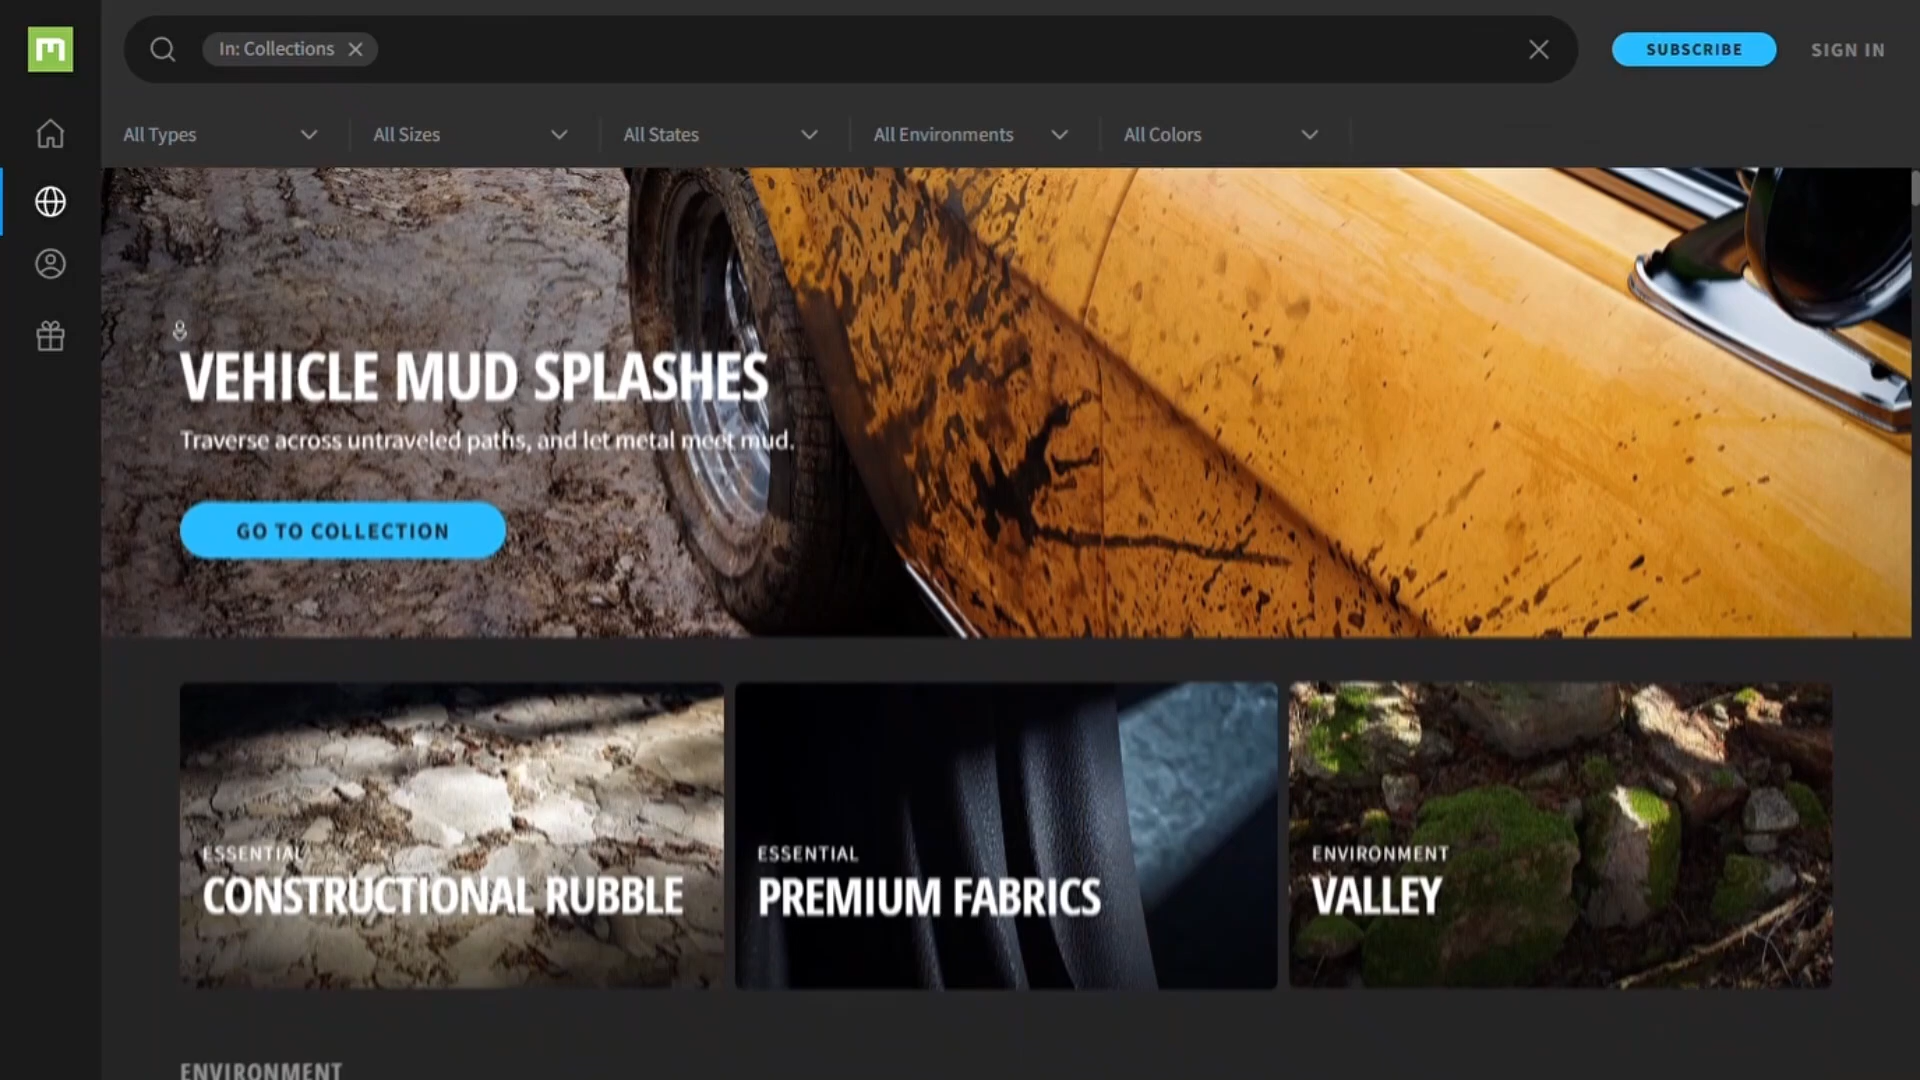 In: Collections
SUBSCRIBE
SIGN IN
All Types
All Sizes
All States
All Environments
All Colors
VEHICLE MUD SPLASHES
Traverse across untraveled paths, and let metal meet mud.
GO TO COLLECTION
ESSENTIAL
CONSTRUCTIONAL RUBBLE
ESSENTIAL
PREMIUM FABRICS
ENVIRONMENT
VALLEY
ENVIRONMENT